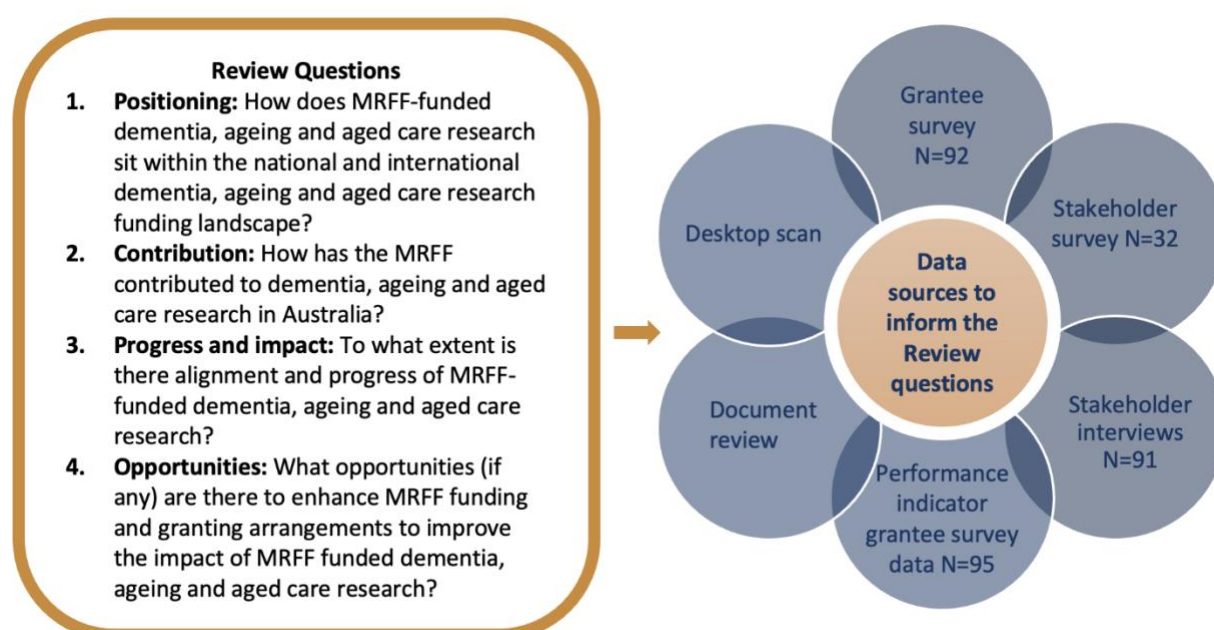 Review Questions
1. Positioning: How does MRFF-funded
dementia, ageing and aged care research
sit within the national and international
dementia, ageing and aged care research
funding landscape?
2. Contribution: How has the MRFF
contributed to dementia, ageing and aged
care research in Australia?
3. Progress and impact: To what extent is
there alignment and progress of MRFF-
funded dementia, ageing and aged care
research?
4. Opportunities: What opportunities (if
any) are there to enhance MRFF funding
and granting arrangements to improve
the impact of MRFF funded dementia,
ageing and aged care research?
Data
sources to
inform the
Review
questions
Grantee
survey
N=92
Stakeholder
survey N=32
Stakeholder
interviews
N=91
Performance
indicator
grantee survey
data N=95
Document
review
Desktop scan